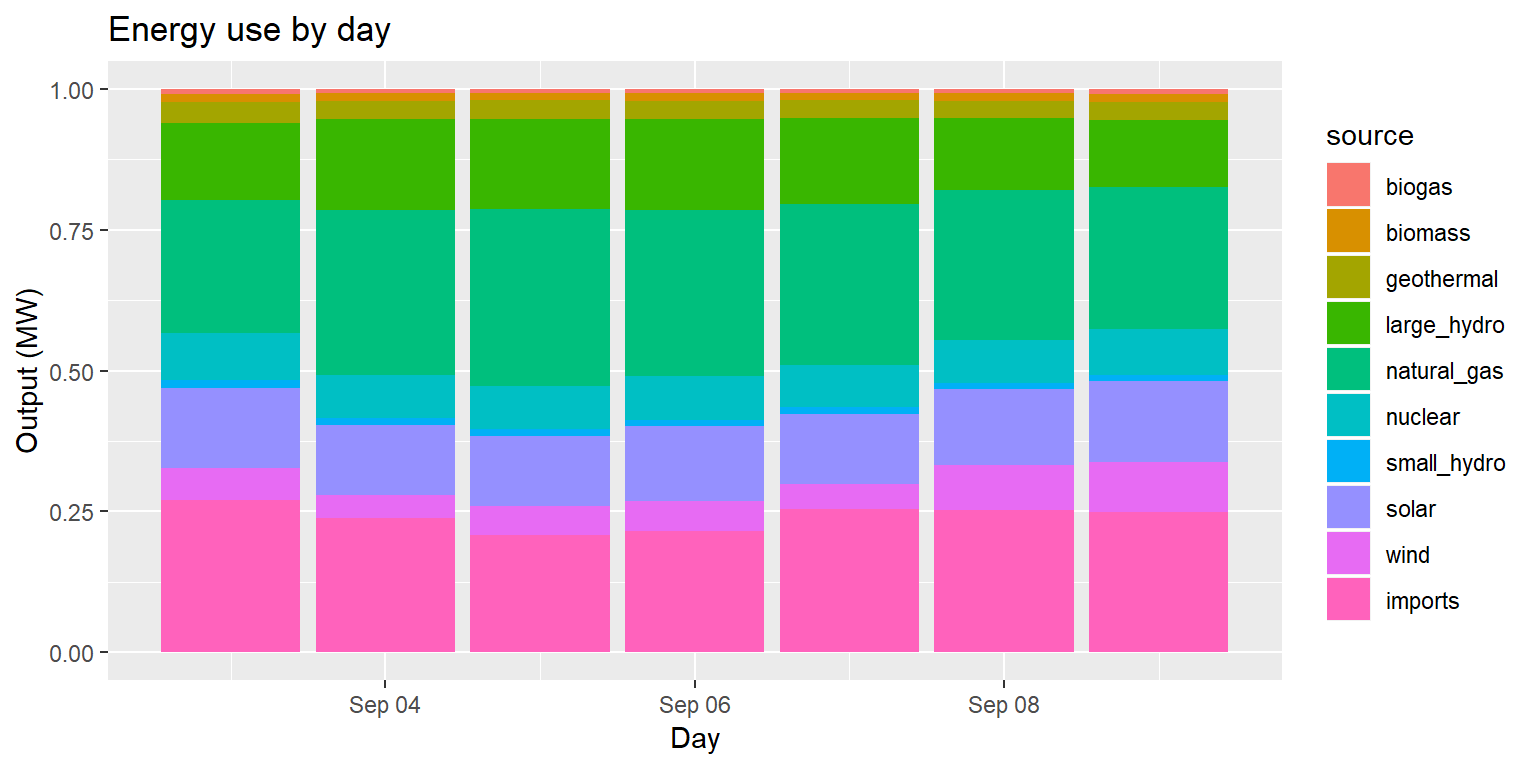 Energy use by day
Output (MW)
1.00
0.75
0.50
0.25
0.00
Sep 04
Sep 06
Sep 08
Day
source
biogas
biomass
geothermal
large_hydro
natural_gas
nuclear
small_hydro
solar
wind
imports